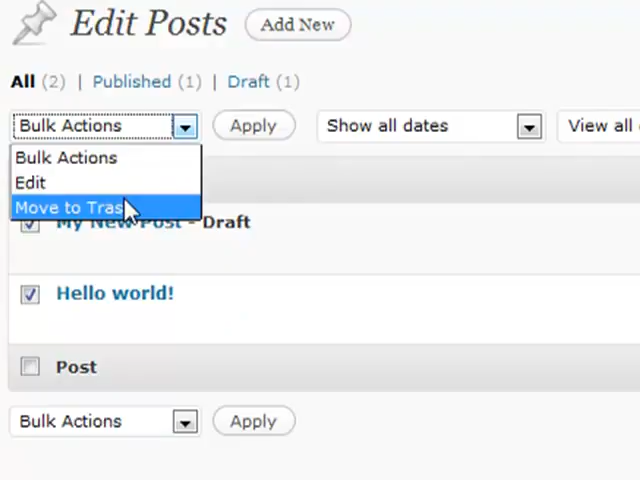 Edit Posts Add New
All (2) | Published (1) | Draft (1)
Bulk Actions Apply Show all dates View all
Bulk Actions
Edit
Move to Tras
My New Post - Draft
Hello world!
Post
Bulk Actions Apply